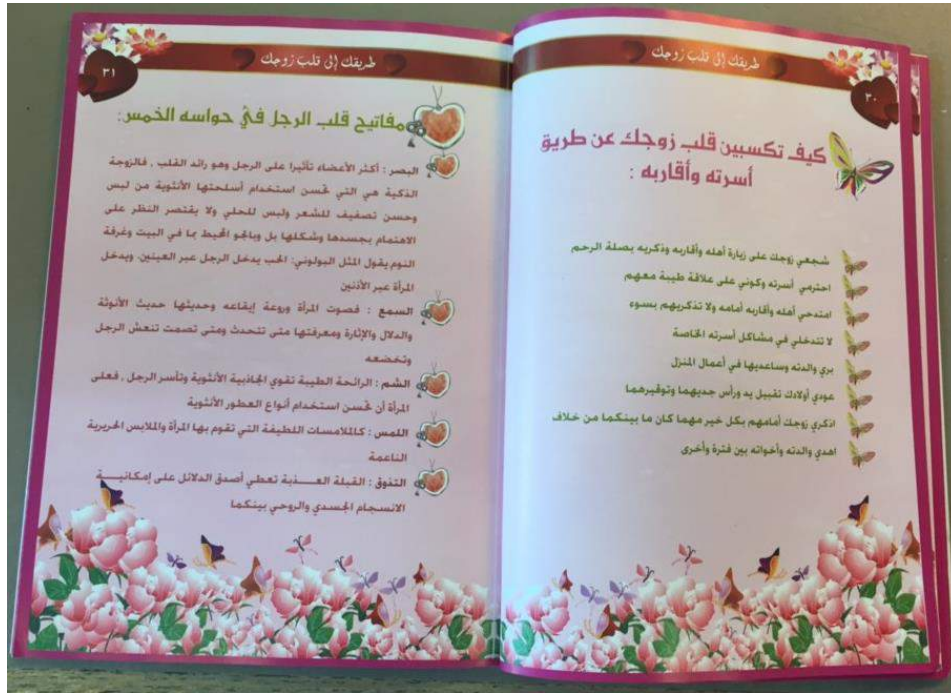 طريقك إلى قلب زوجك
٣٠
كيف تكسبين قلب زوجك عن طريق
أسرته وأقاربه :
شجعي زوجك على زيارة أهله وأقاربه وذكريه بصلة الرحم
احترمي أسرته وكوني على علاقة طيبة معهم
امتدحي أهله وأقاربه أمامه ولا تذكريهم بسوء
لا تتدخلي في مشاكل أسرته الخاصة
بري والدته وساعديها في أعمال المنزل
عودي أولادك تقبيل يد ورأس جديهما وتوقيرهما
اذكري زوجك أمامهم بكل خير مهما كان ما بينكما من خلاف
اهدي والدته وأخواته بين فترة وأخرى
طريقك إلى قلب زوجك
٣١
مفاتيح قلب الرجل في حواسه الخمس:
البصر : أكثر الأعضاء تأثيرا على الرجل وهو رائد القلب , فالزوجة
الذكية هي التي تحسن استخدام أسلحتها الأنثوية من لبس
وحسن تصفيف للشعر ولبس للحلي ولا يقتصر النظر على
الاهتمام بجسدها وشكلها بل وبالجو المحيط بما في البيت وغرفة
النوم يقول المثل البولوني: الحب يدخل الرجل عبر العينين. ويدخل
المرأة عبر الأذنين
السمع : فصوت المرأة وروعة إيقاعه وحديثها حديث الأنوثة
والدلال والإثارة ومعرفتها متى تتحدث ومتى تصمت تنعش الرجل
وتخضعه
الشم : الرائحة الطيبة تقوي الجاذبية الأنثوية وتأسر الرجل , فعلى
المرأة أن تحسن استخدام أنواع العطور الأنثوية
اللمس : كالملامسات اللطيفة التي تقوم بها المرأة والملابس الحريرية
الناعمة
التذوق : القبلة العـــذبة تعطي أصدق الدلائل على إمكانيــة
الانسجام الجسدي والروحي بينكما